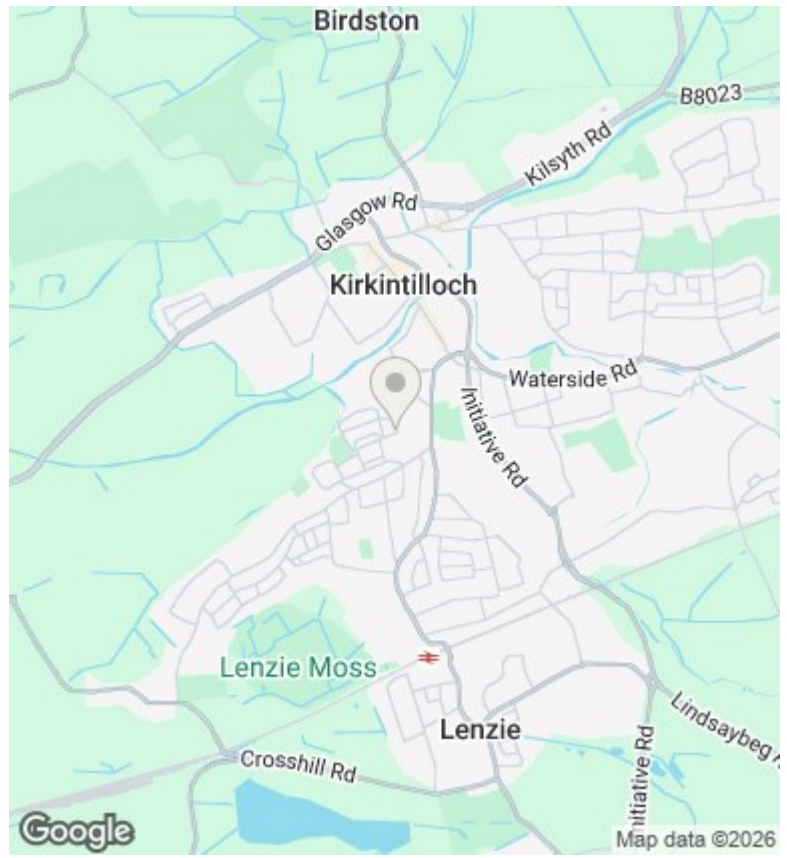 Birdston
B8023
Kilsyth Rd
Glasgow Rd
Kirkintilloch
Waterside Rd
Initiative Rd
Lenzie Moss
Lenzie
Lindsaybeg
Initiative Rd
Crosshill Rd
Google
Map data ©2026